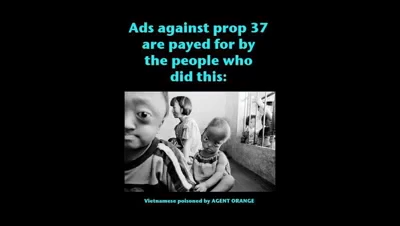 Ads against prop 37
are payed for by
the people who
did this:
Vietnamese poisoned by AGENT ORANGE